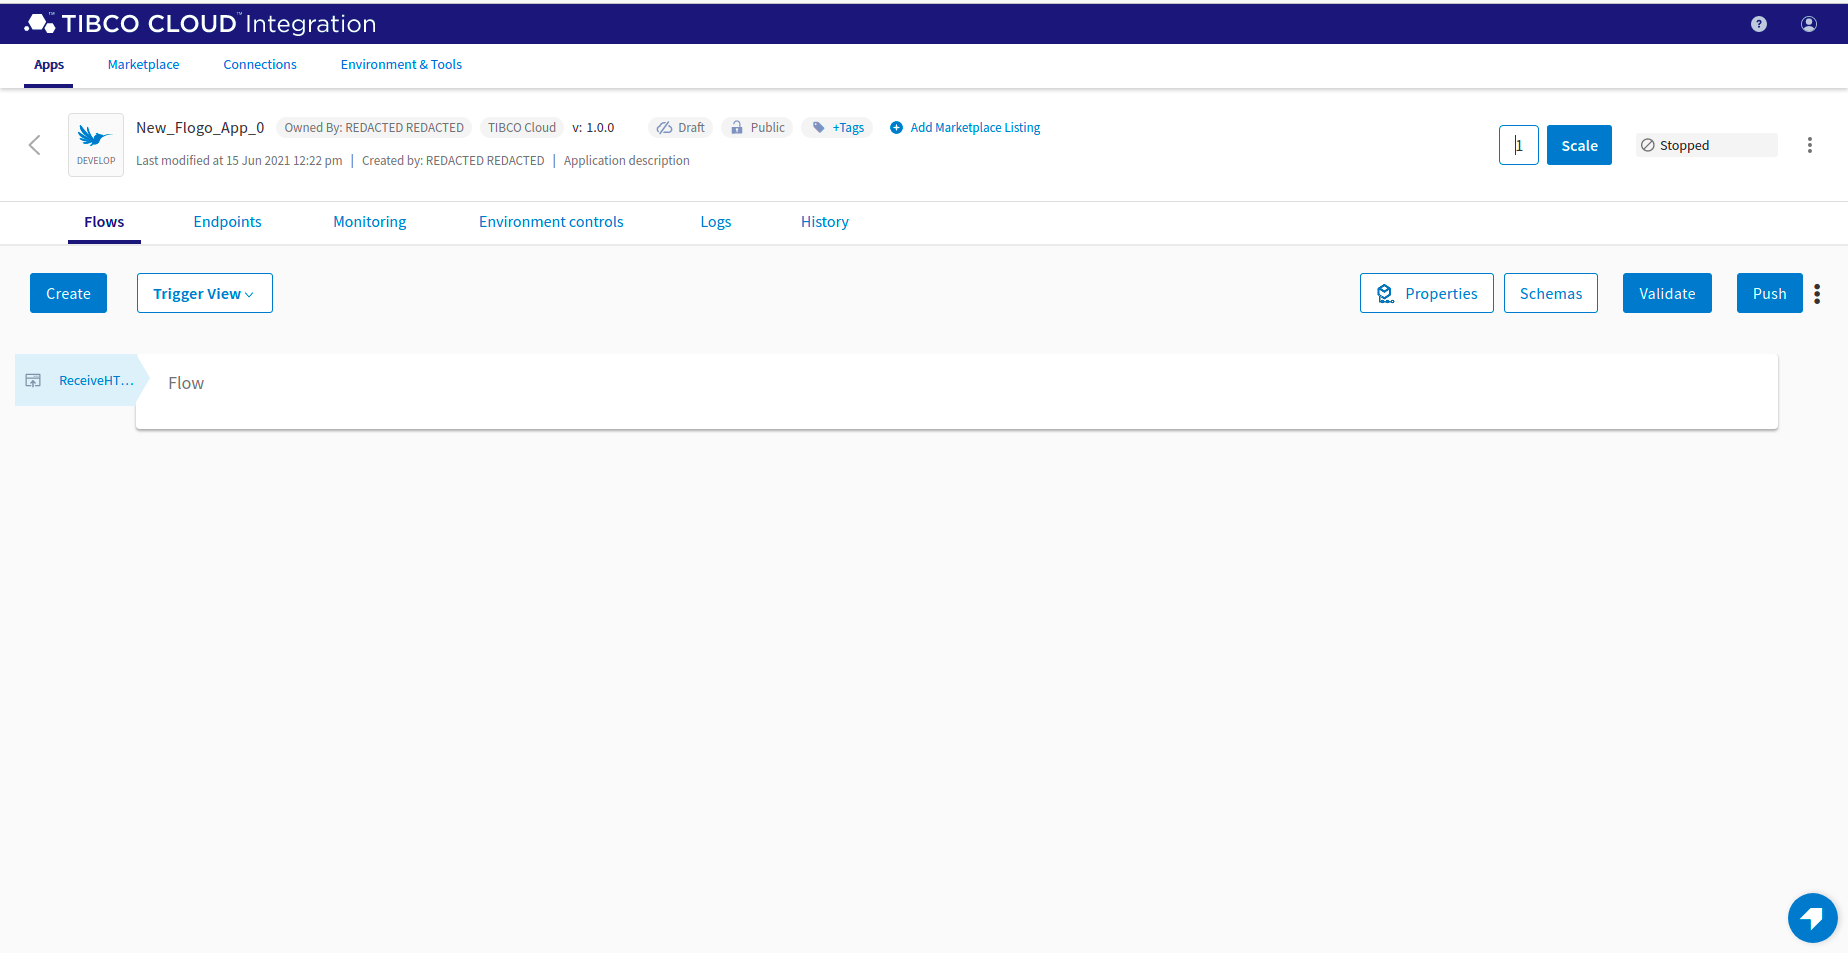 TIBCO CLOUD™ Integration
Apps Marketplace Connections Environment & Tools
New_Flogo_App_0 Owned By: REDACTED REDACTED TIBCO Cloud v: 1.0.0 Draft Public +Tags Add Marketplace Listing
DEVELOP
Last modified at 15 Jun 2021 12:22 pm | Created by: REDACTED REDACTED | Application description
1 Scale Stopped
Flows Endpoints Monitoring Environment controls Logs History
Create Trigger View Properties Schemas Validate Push
ReceiveHT... Flow